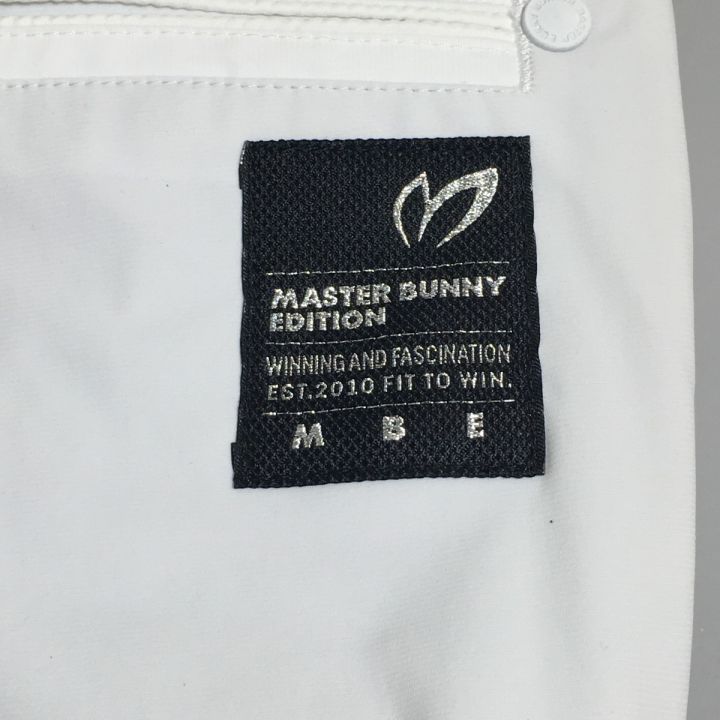 MASTER BUNNY
EDITION
WINNING AND FASCINATION
EST.2010 FIT TO WIN.
M B E